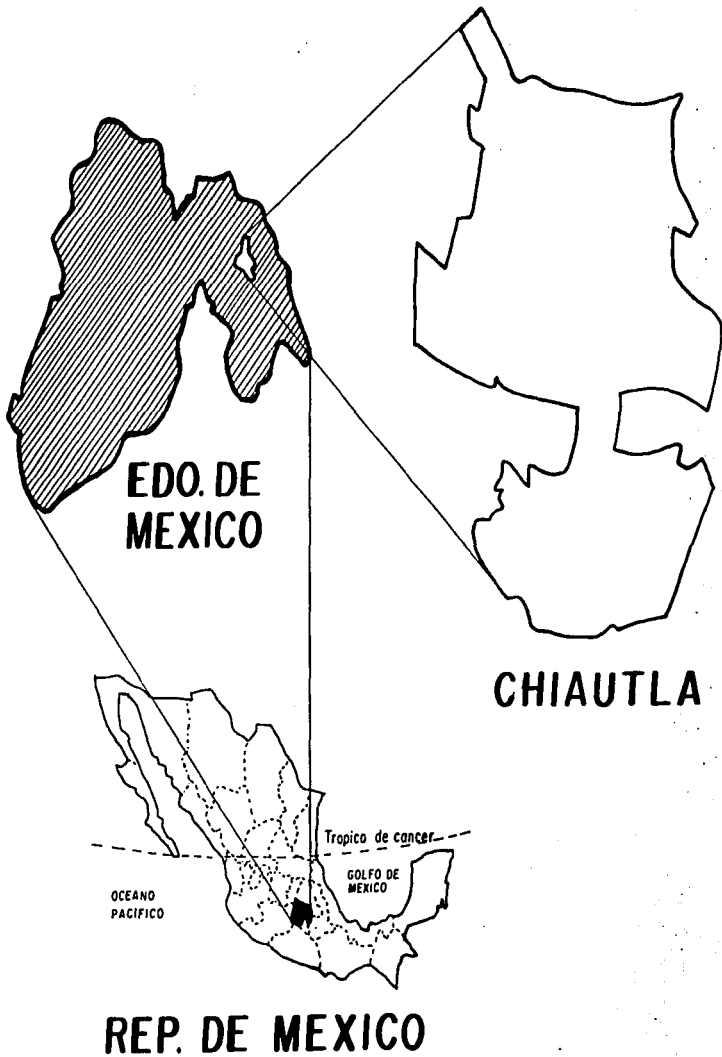 EDO. DE
MEXICO
CHIAUTLA
Tropico de cancer
GOLFO DE
MEXICO
OCEANO
PACIFICO
REP. DE MEXICO